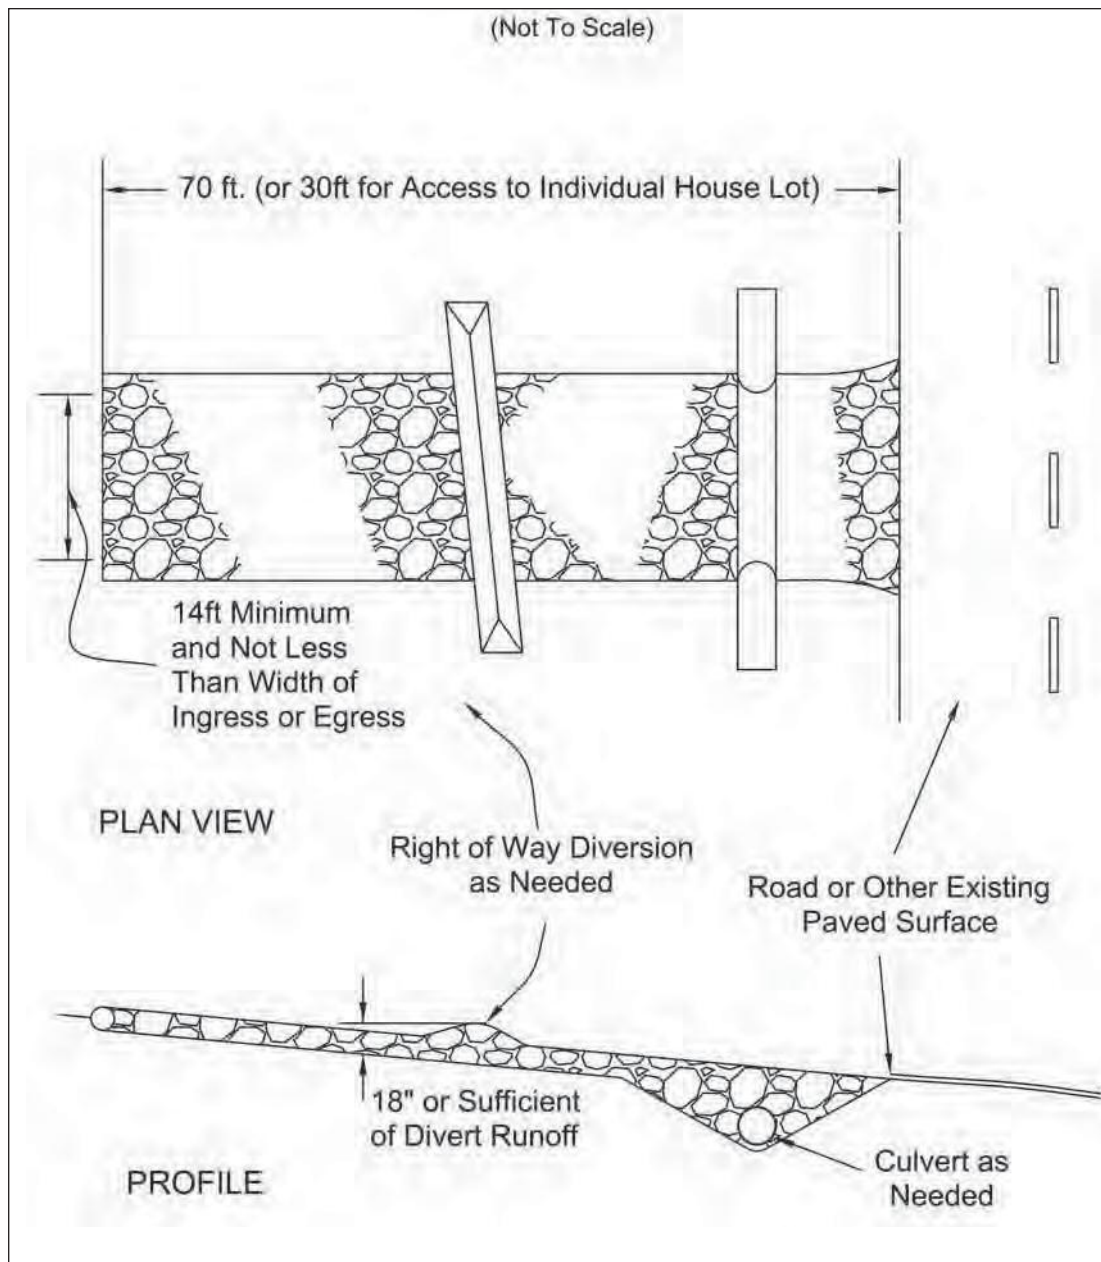 (Not To Scale)
70 ft. (or 30ft for Access to Individual House Lot)
14ft Minimum
and Not Less
Than Width of
Ingress or Egress
PLAN VIEW
Right of Way Diversion
as Needed
Road or Other Existing
Paved Surface
18" or Sufficient
of Divert Runoff
Culvert as
Needed
PROFILE